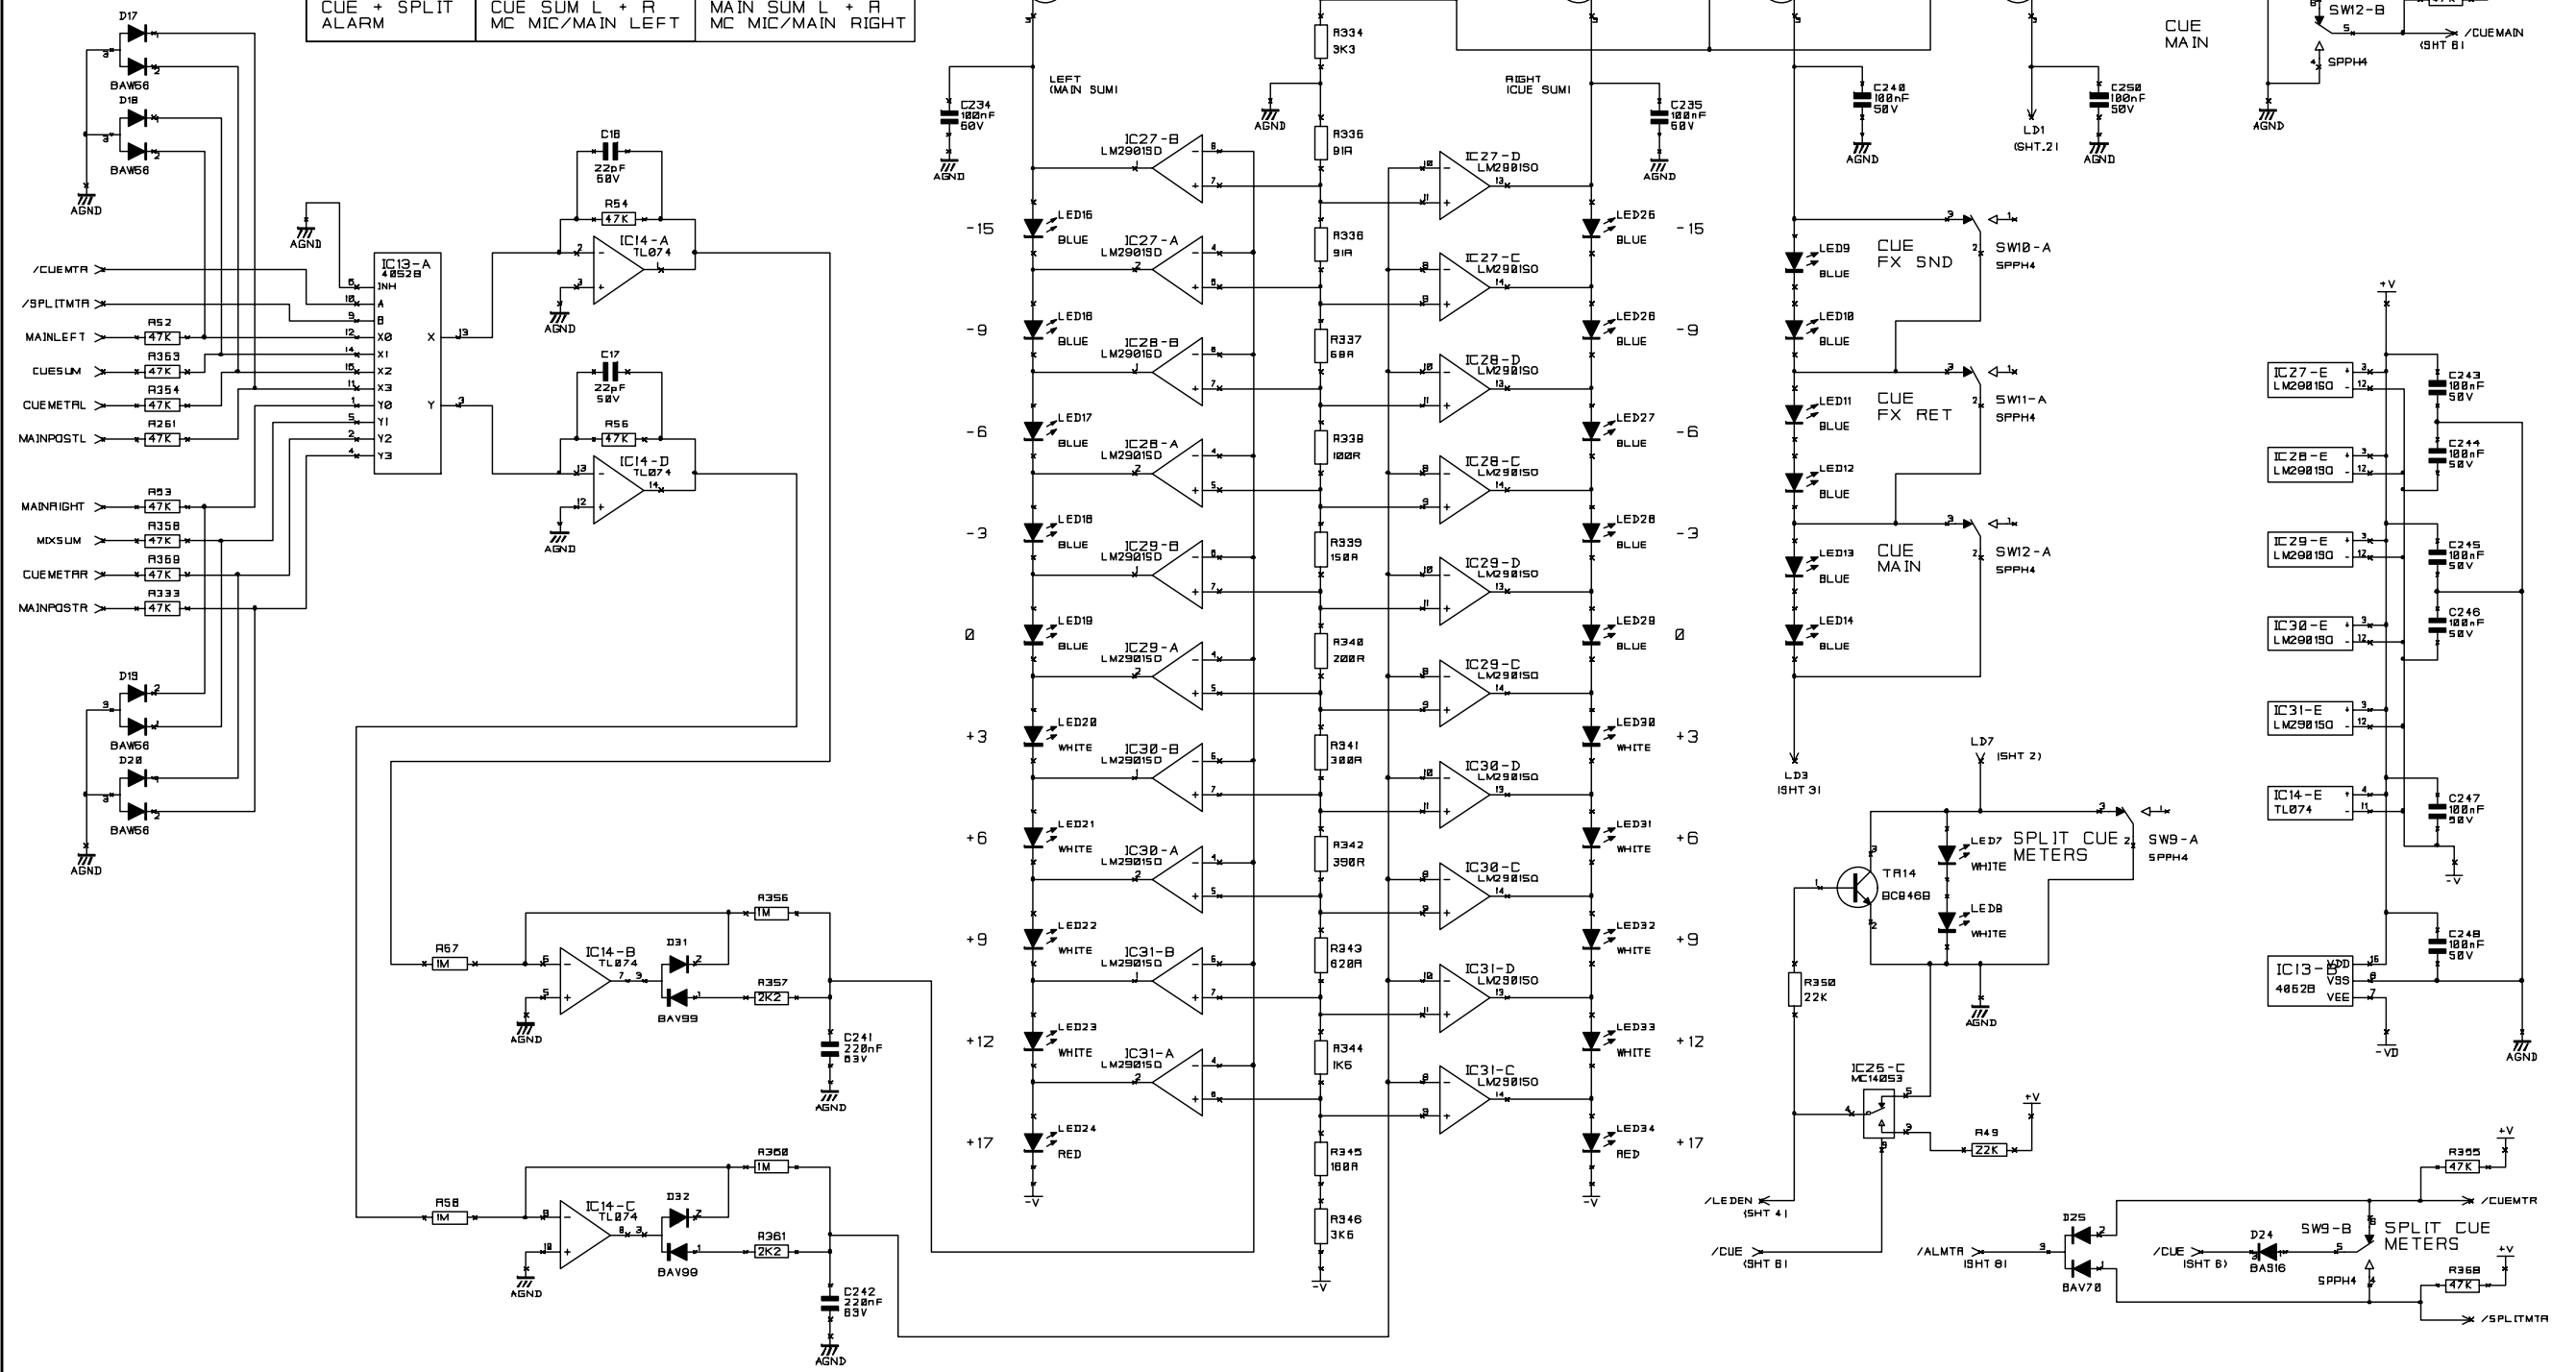 CUE + SPLIT
ALARM
CUE SUM L + R
MC MIC/MAIN LEFT
MAIN SUM L + R
MC MIC/MAIN RIGHT
D17
BAW56
D18
BAW56
AGND
/CUEMTR
/SPLITMTR
MAINLEFT
R52
47K
CUESUM
R363
47K
CUEMETRL
R354
47K
MAINPOSTL
R261
47K
MAINRIGHT
R53
47K
MIXSUM
R358
47K
CUEMETRR
R369
47K
MAINPOSTR
R333
47K
D19
BAW56
D20
BAW56
AGND
AGND
IC13-A
4052B
INH
A
B
X0
X1
X2
X3
Y0
Y1
Y2
Y3
X
Y
C16
22pF
50V
R54
47K
IC14-A
TL074
AGND
C17
22pF
50V
R56
47K
IC14-D
TL074
AGND
R57
1M
IC14-B
TL074
AGND
D31
BAV99
R356
1M
R357
2K2
C241
220nF
63V
AGND
R58
1M
IC14-C
TL074
AGND
D32
BAV99
R360
1M
R361
2K2
C242
220nF
63V
AGND
C234
100nF
50V
AGND
LEFT
(MAIN SUM)
-15
LED15
BLUE
-9
LED16
BLUE
-6
LED17
BLUE
-3
LED18
BLUE
0
LED19
BLUE
+3
LED20
WHITE
+6
LED21
WHITE
+9
LED22
WHITE
+12
LED23
WHITE
+17
LED24
RED
-V
IC27-B
LM2901SO
IC27-A
LM2901SO
IC28-B
LM2901SO
IC28-A
LM2901SO
IC29-B
LM2901SO
IC29-A
LM2901SO
IC30-B
LM2901SO
IC30-A
LM2901SO
IC31-B
LM2901SO
IC31-A
LM2901SO
R334
3K3
AGND
R335
91R
R336
91R
R337
68R
R338
100R
R339
150R
R340
200R
R341
300R
R342
390R
R343
620R
R344
1K5
R345
160R
R346
3K6
-V
IC27-D
LM2901SO
IC27-C
LM2901SO
IC28-D
LM2901SO
IC28-C
LM2901SO
IC29-D
LM2901SO
IC29-C
LM2901SO
IC30-D
LM2901SO
IC30-C
LM2901SO
IC31-D
LM2901SO
IC31-C
LM2901SO
RIGHT
(CUE SUM)
C235
100nF
50V
AGND
LED25
BLUE
-15
LED26
BLUE
-9
LED27
BLUE
-6
LED28
BLUE
-3
LED29
BLUE
0
LED30
WHITE
+3
LED31
WHITE
+6
LED32
WHITE
+9
LED33
WHITE
+12
LED34
RED
+17
-V
C240
100nF
50V
AGND
LD1
(SHT.2)
C250
100nF
50V
AGND
LED9
BLUE
CUE
FX SND
SW10-A
SPPH4
LED10
BLUE
LED11
BLUE
CUE
FX RET
SW11-A
SPPH4
LED12
BLUE
LED13
BLUE
CUE
MAIN
SW12-A
SPPH4
LED14
BLUE
LD3
(SHT 3)
LD7
(SHT 2)
TR14
BC846B
LED7
WHITE
LED8
WHITE
SPLIT CUE
METERS
SW9-A
SPPH4
AGND
R350
22K
IC25-C
MC14053
R49
22K
+V
/LEDEN
(SHT 4)
/CUE
(SHT 6)
/ALMTR
(SHT 8)
D25
BAV70
/CUE
(SHT 6)
D24
BAS16
SW9-B
SPPH4
SPLIT CUE
METERS
R355
47K
+V
/CUEMTR
R368
47K
+V
/SPLITMTR
CUE
MAIN
SW12-B
SPPH4
47K
/CUEMAIN
(SHT 6)
AGND
+V
IC27-E
LM2901SO
C243
100nF
50V
IC28-E
LM2901SO
C244
100nF
50V
IC29-E
LM2901SO
C245
100nF
50V
IC30-E
LM2901SO
C246
100nF
50V
IC31-E
LM2901SO
IC14-E
TL074
C247
100nF
50V
-V
IC13-B
4052B
VDD
VSS
VEE
C248
100nF
50V
-VD
AGND